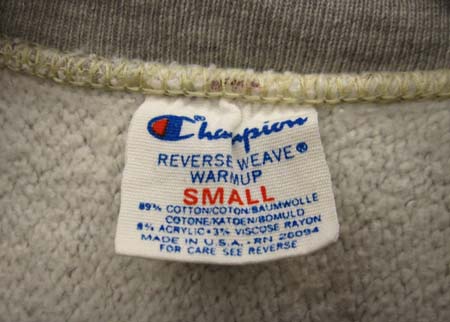 Champion®
REVERSE WEAVE®
WARMUP
SMALL
89% COTTON/COTON/BAUMWOLLE
COTONE/KATOEN/BOMULD
8% ACRYLIC • 3% VISCOSE RAYON
MADE IN U.S.A. - RN 26094
FOR CARE SEE REVERSE